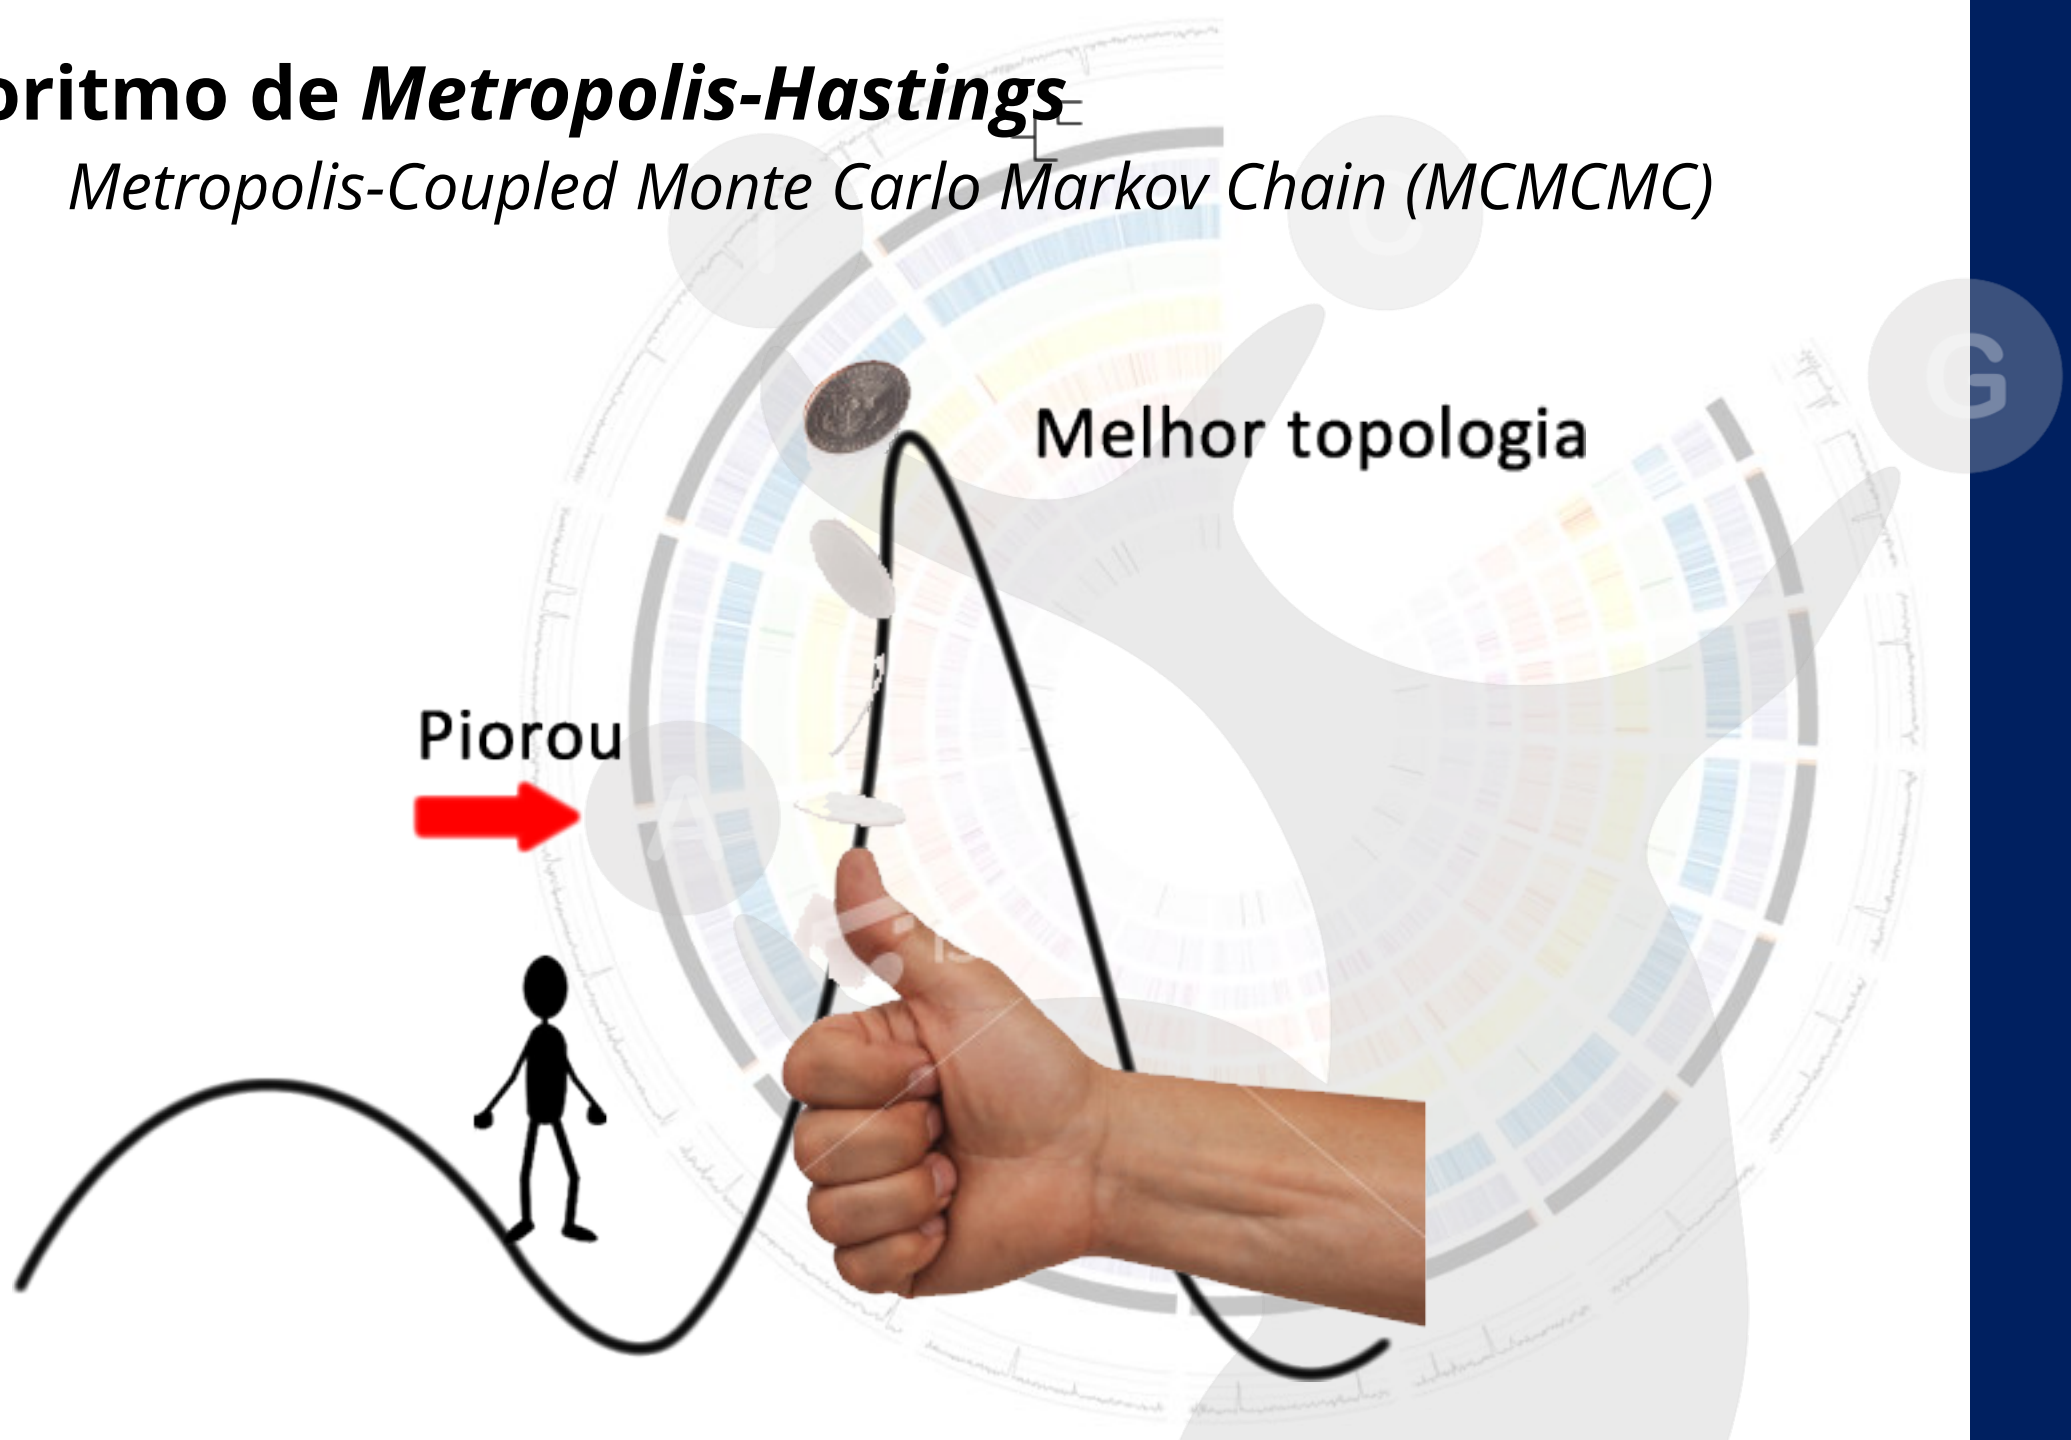 oritmo de Metropolis-Hastings
Metropolis-Coupled Monte Carlo Markov Chain (MCMCMC)
T
C
G
Melhor topologia
Piorou
A